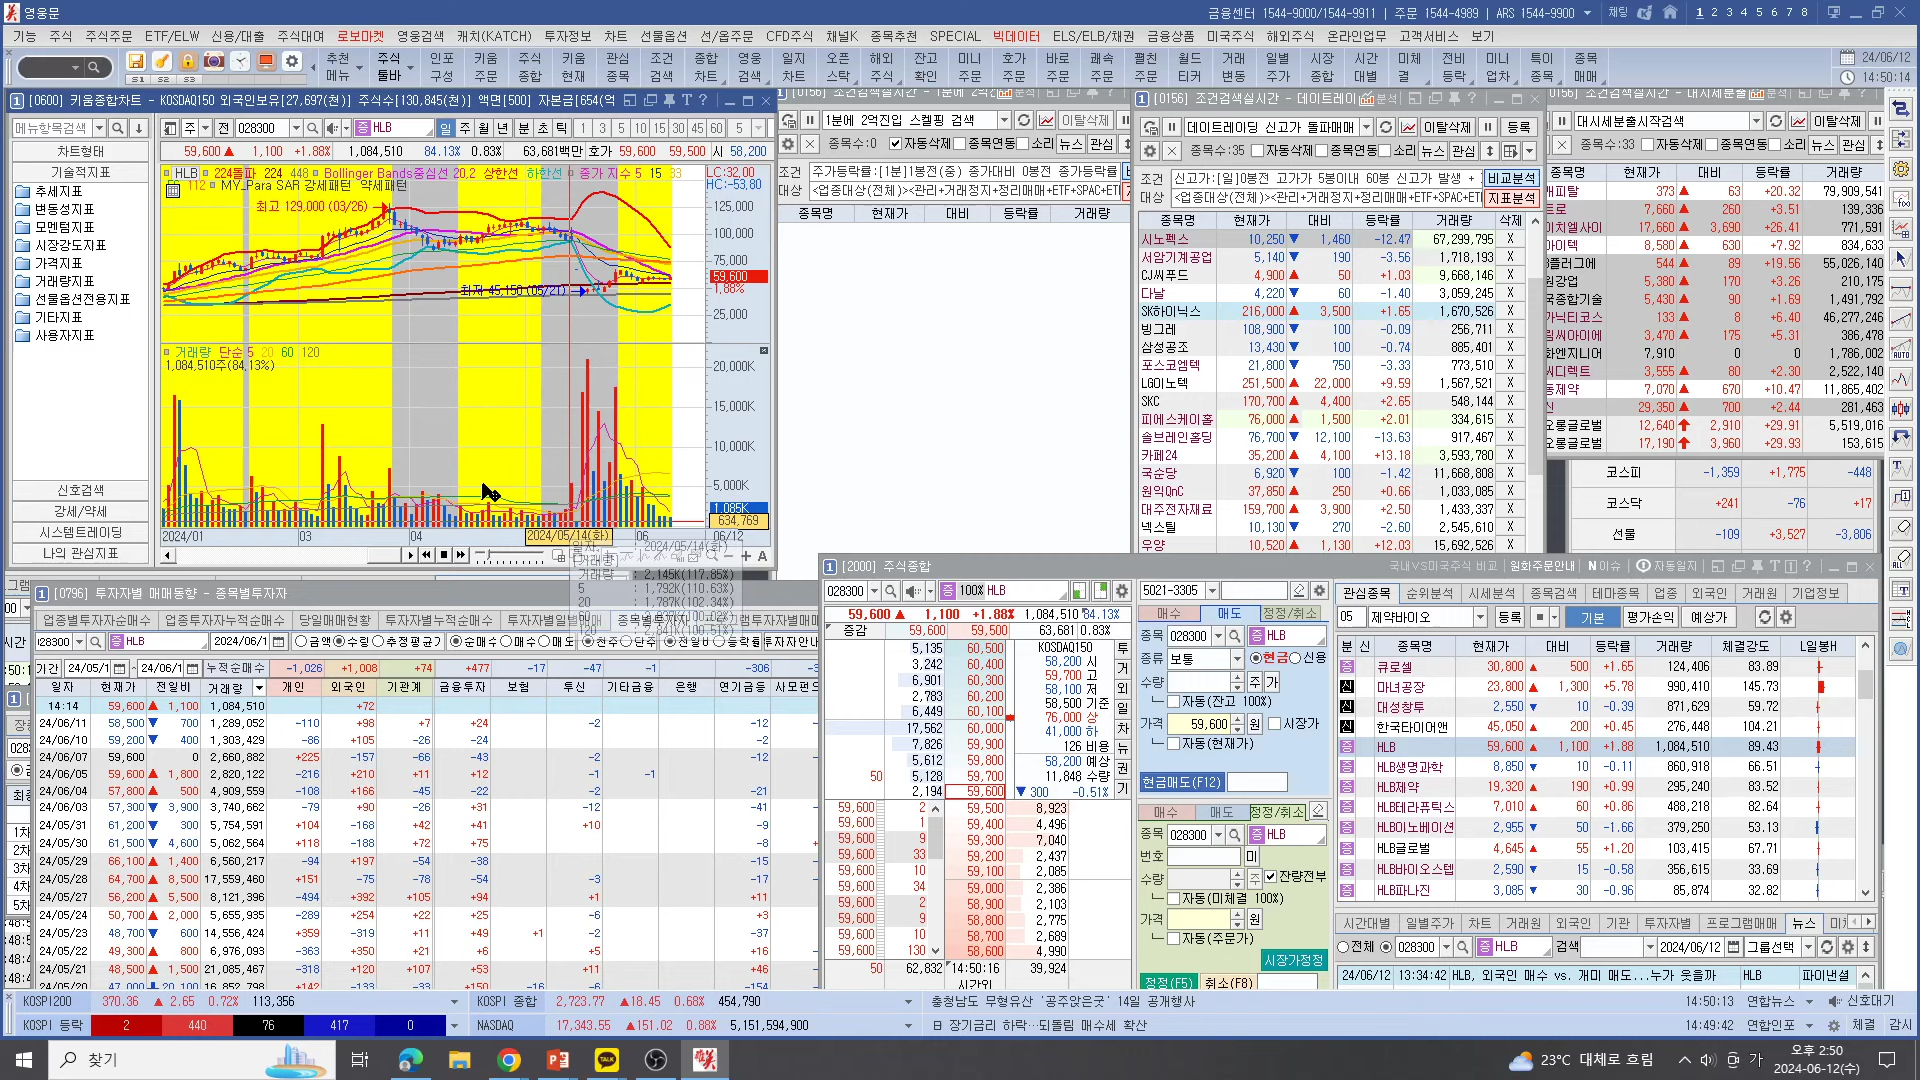 영웅문
금융센터 1544-9000/1544-9911 | 주문 1544-4989 | ARS 1544-9900 채팅 1 2 3 4 5 6 7 8
기능 주식 주식주문 ETF/ELW 신용/대출 주식대여 로보마켓 영웅검색 캐치(KATCH) 투자정보 차트 선물옵션 선/옵주문 CFD주식 채널K 종목추천 SPECIAL 빅데이터 ELS/ELB/채권 금융상품 미국주식 해외주식 온라인업무 고객서비스 보기
추천 주식 인포 키움 주식 키움 관심 조건 종합 영웅 일지 오픈 해외 잔고 미니 호가 바로 쾌속 펼친 월드 거래 일별 시장 시간 미체 전비 미니 특이 종목 24/06/12
S1 S2 S3 메뉴 툴바 구성 주문 종합 현재 종목 검색 차트 검색 차트 스탁 주식 확인 주문 주문 주문 주문 주문 티커 변동 주가 종합 대별 결 등락 업차 종목 매매 14:50:14
[0600] 키움종합차트 - KOSDAQ150 외국인보유[27,697(천)] 주식수[130,845(천)] 액면[500] 자본금[654(억
메뉴항목검색 주 전 028300 HLB 일 주 월 년 분 초 틱 1 3 5 10 15 30 45 60 5
차트형태
기술적지표
추세지표
변동성지표
모멘텀지표
시장강도지표
가격지표
거래량지표
선물옵션전용지표
기타지표
사용자지표
신호검색
강세/약세
시스템트레이딩
나의 관심지표
59,600 ▲ 1,100 +1.88% 1,084,510 84.13% 0.83% 63,681백만 호가 59,600 59,500 시 58,200
HLB 224돌파 224 448 Bollinger Bands중심선 20,2 상한선 하한선 종가 지수 5 15 33
112 MY_Para SAR 강세패턴 약세패턴
LC:32,00
HC:-53,80
최고 129,000 (03/26)
최저 45,150 (05/21)
125,000
100,000
75,000
59,600
1.88%
25,000
거래량 단순 5 20 60 120
1,084,510주(84.13%)
20,000K
15,000K
10,000K
5,000K
1,085K
634,769
2024/01 03 04 2024/05/14(화) 06 06/12
일자 : 2024/05/14(화)
[거래량]
거래량 : 2,145K(117.85%)
5 : 1,792K(110.63%)
20 : 1,787K(102.34%)
[0156] 조건검색실시간 - 1분에 2억진입
1분에 2억진입 스켈핑 검색 이탈삭제
종목수:0 자동삭제 종목연동 소리 뉴스 관심
주가등락률:[1분]1봉전(중) 종가대비 0봉전 종가등락률
대상 <업종대상(전체)><관리+거래정지+정리매매+ETF+SPAC+ETN
종목명 현재가 대비 등락률 거래량
[0156] 조건검색실시간 - 데이트레이 분석
데이트레이딩 신고가 돌파매매 이탈삭제 등록
종목수:35 자동삭제 종목연동 소리 뉴스 관심
조건 신고가:[일]0봉전 고가가 5봉이내 60봉 신고가 발생 + 비교분석
대상 <업종대상(전체)><관리+거래정지+정리매매+ETF+SPAC+ETN 지표분석
종목명 현재가 대비 등락률 거래량 삭제
시노펙스 10,250 ▼ 1,460 -12.47 67,299,795 X
서암기계공업 5,140 ▼ 190 -3.56 1,718,193 X
CJ씨푸드 4,900 ▲ 50 +1.03 9,668,146 X
다날 4,220 ▼ 60 -1.40 3,059,245 X
SK하이닉스 216,000 ▲ 3,500 +1.65 1,670,526 X
빙그레 108,900 ▼ 100 -0.09 256,711 X
삼성공조 13,430 ▼ 100 -0.74 885,401 X
포스코엠텍 21,800 ▼ 750 -3.33 773,510 X
LG이노텍 251,500 ▲ 22,000 +9.59 1,567,521 X
SKC 170,700 ▲ 4,400 +2.65 548,144 X
피에스케이홀 76,000 ▲ 1,500 +2.01 334,615 X
솔브레인홀딩 76,700 ▼ 12,100 -13.63 917,467 X
카페24 35,200 ▲ 4,100 +13.18 3,593,780 X
국순당 6,920 ▼ 100 -1.42 11,668,808 X
원익QnC 37,850 ▲ 250 +0.66 1,033,085 X
대주전자재료 159,700 ▲ 3,900 +2.50 1,433,337 X
넥스틸 10,130 ▼ 270 -2.60 2,545,610 X
우양 10,520 ▲ 1,130 +12.03 15,692,526 X
[0156] 조건검색실시간 - 대시세분출 분석
대시세분출시작검색 이탈삭제
종목수:33 자동삭제 종목연동 소리 뉴스 관심
종목명 현재가 대비 등락률 거래량
373 ▲ 63 +20.32 79,909,541
7,660 ▲ 260 +3.51 139,336
17,660 ▲ 3,690 +26.41 771,591
8,580 ▲ 630 +7.92 834,633
544 ▲ 89 +19.56 55,026,140
5,380 ▲ 170 +3.26 210,175
5,430 ▲ 90 +1.69 1,491,792
133 ▲ 8 +6.40 46,277,246
3,470 ▲ 175 +5.31 386,478
7,910 0 0 1,786,002
3,555 ▲ 80 +2.30 2,522,140
7,070 ▲ 670 +10.47 11,865,402
29,350 ▲ 700 +2.44 281,463
오롱글로벌 12,640 2,910 +29.91 5,519,016
오롱글로벌 17,190 3,960 +29.93 153,615
코스피 -1,359 +1,775 -448
코스닥 +241 -76 +17
선물 -109 +3,527 -3,806
[0796] 투자자별 매매동향 - 종목별투자자
업종별투자자순매수 업종투자자누적순매수 당일매매현황 투자자별누적순매수 투자자별일별매매 종목별투자자
028300 HLB 2024/06/1 금액 수량 추정평균가 순매수 매수 매도 천주 단주 전일비 등락률 투자자안내
기간 24/05/1 ~ 24/06/1 누적순매수 -1,026 +1,008 +74 +477 -17 -47 -1 -306 -3
일자 현재가 전일비 거래량 개인 외국인 기관계 금융투자 보험 투신 기타금융 은행 연기금등 사모펀드
14:14 59,600 ▲ 1,100 1,084,510 +72
24/06/11 58,500 ▼ 700 1,289,052 -110 +98 +7 +24 -2 -12
24/06/10 59,200 ▼ 400 1,303,429 -86 +105 -26 -24 -2
24/06/07 59,600 0 2,660,882 +225 -157 -66 -43 -2
24/06/05 59,600 ▲ 1,800 2,820,122 -216 +210 +11 +12 -1 -1
24/06/04 57,800 ▲ 500 4,909,559 -108 +166 -45 -22 -2 -21
24/06/03 57,300 ▼ 3,900 3,740,662 -79 +90 -26 +31 -12 -41
24/05/31 61,200 ▼ 300 5,754,591 +104 -168 +42 +41 +10 -9
24/05/30 61,500 ▼ 4,600 5,062,564 +118 -188 +72 +75 -8
24/05/29 66,100 ▲ 1,400 6,560,217 -94 +197 -54 -38 -15
24/05/28 64,700 ▲ 8,500 17,559,460 +151 -75 -78 -54 -3 -17
24/05/27 56,200 ▲ 5,500 8,121,396 -494 +392 +105 +94 +1 +11
24/05/24 50,700 ▲ 2,000 5,655,935 -289 +254 +22 +25 -6 +3
24/05/23 48,700 ▼ 600 14,556,424 +359 -319 +11 +49 +1 -2 -37
24/05/22 49,300 ▲ 800 6,976,093 -363 +350 +21 +6 +5 +16
24/05/21 48,500 ▲ 1,500 21,085,467 -318 +120 +107 +53 +11 +46
[2000] 주식종합
국내VS미국주식 비교 일화주문안내 N이슈 자동일지
028300 100% HLB 5021-3305
59,600 ▲ 1,100 +1.88% 1,084,510 84.13%
증감 59,600 59,500 63,681 0.83%
5,135 60,500 KOSDAQ150
3,242 60,400 58,200 시
6,901 60,300 59,700 고
2,783 60,200 58,100 저
6,449 60,100 58,500 기준
17,562 60,000 76,000 상
7,826 59,900 41,000 하
5,612 59,800 126 비용
50 5,128 59,700 58,200 예상
2,194 59,600 11,848 수량
▼ 300 -0.51%
59,600 2 59,500 8,923
59,600 1 59,400 4,496
59,600 9 59,300 7,040
59,600 33 59,200 2,437
59,600 10 59,100 2,085
59,600 34 59,000 2,386
59,600 2 58,900 2,103
59,600 9 58,800 2,775
59,600 10 58,700 2,689
59,600 130 58,600 4,990
50 62,832 14:50:16 39,924
시간외
매수 매도 정정/취소
종목 028300 HLB
종류 보통 현금 신용
수량 주 가
자동(잔고 100%)
가격 59,600 원 시장가
자동(현재가)
현금매도(F12)
매수 매도 정정/취소
종목 028300 HLB
번호 미
수량 주 잔량전부
자동(미체결 100%)
가격 원
자동(주문가)
시장가정정
정정(F5) 취소(F8)
관심종목 순위분석 시세분석 종목검색 테마종목 업종 외국인 거래원 기업정보
05 제약바이오 등록 기본 평가손익 예상가
분 신 종목명 현재가 대비 등락률 거래량 체결강도 L일봉H
큐로셀 30,800 ▲ 500 +1.65 124,406 83.89
마녀공장 23,800 ▲ 1,300 +5.78 990,410 145.73
대성창투 2,550 ▼ 10 -0.39 871,629 59.72
한국타이어앤 45,050 ▲ 200 +0.45 276,448 104.21
HLB 59,600 ▲ 1,100 +1.88 1,084,510 89.43
HLB생명과학 8,850 ▼ 10 -0.11 860,918 66.51
HLB제약 19,320 ▲ 190 +0.99 295,240 83.52
HLB테라퓨틱스 7,010 ▲ 60 +0.86 488,218 82.64
HLB이노베이션 2,955 ▼ 50 -1.66 379,250 53.13
HLB글로벌 4,645 ▲ 55 +1.20 103,415 67.71
HLB바이오스텝 2,590 ▼ 15 -0.58 356,615 33.69
HLB파나진 3,085 ▼ 30 -0.96 85,874 32.82
시간대별 일별주가 차트 거래원 외국인 기관 투자자별 프로그램매매 뉴스
전체 028300 HLB 검색 2024/06/12 그룹선택
24/06/12 13:34:42 HLB, 외국인 매수 vs. 개미 매도...누가 웃을까 HLB 파이낸셜
KOSPI200 370.36 ▲ 2.65 0.72% 113,356 KOSPI 종합 2,723.77 ▲18.45 0.68% 454,790 충청남도 무형유산 '공주앉은굿' 14일 공개행사 14:50:13 연합뉴스 신호대기
KOSPI 등락 2 440 76 417 0 NASDAQ 17,343.55 ▲151.02 0.88% 5,151,594,900 장기금리 하락…되돌림 매수세 확산 14:49:42 연합인포 체결 감시
찾기 23°C 대체로 흐림 가 오후 2:50
2024-06-12(수)